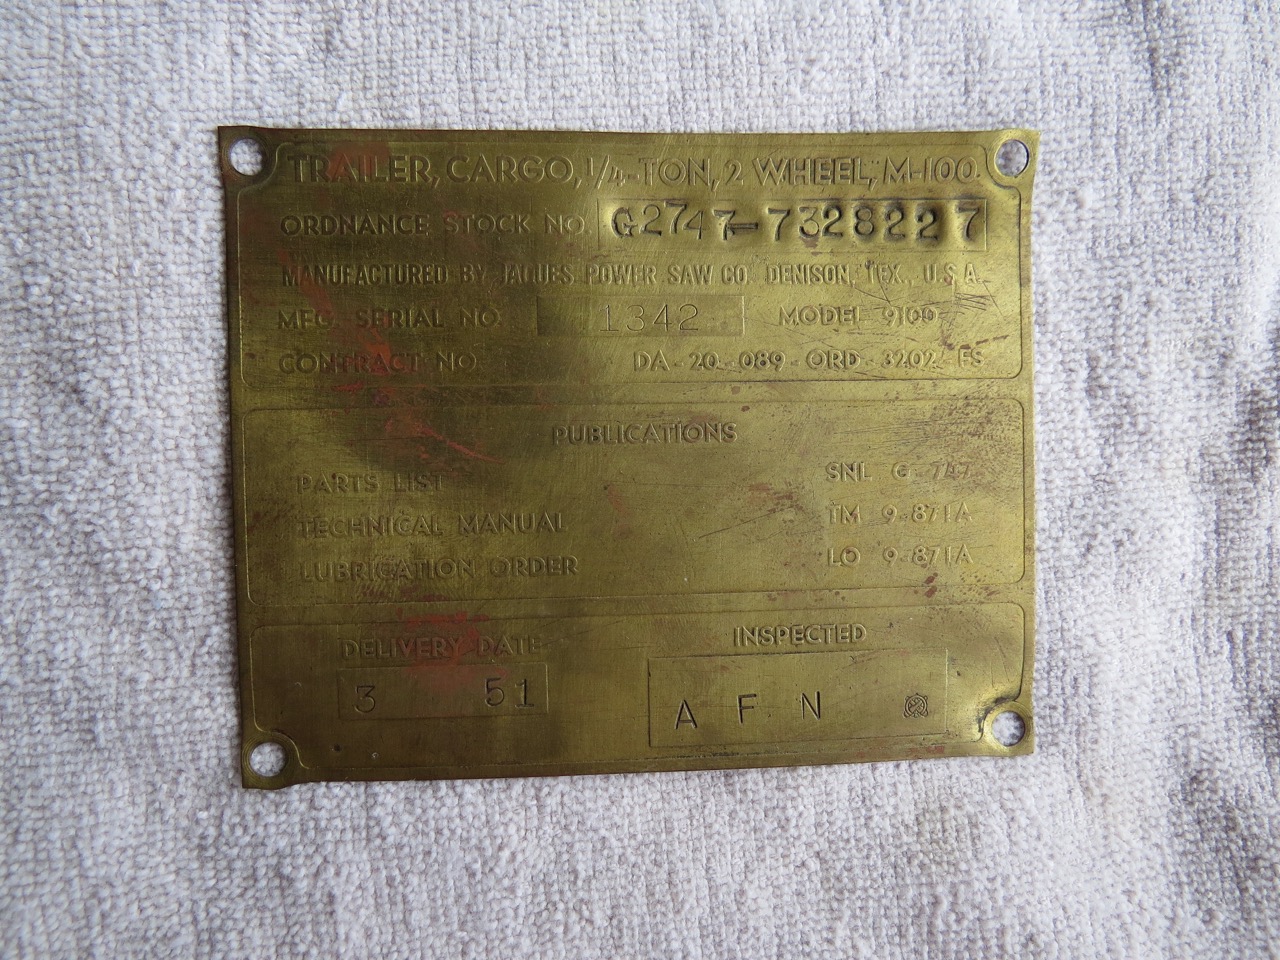 TRAILER, CARGO, 1/4-TON, 2 WHEEL, M-100.
ORDNANCE STOCK NO. G2747-7328227
MANUFACTURED BY JAQUES POWER SAW CO. DENISON, TEX., U.S.A.
MFG. SERIAL NO. 1342 MODEL 9100
CONTRACT NO. DA-20-089-ORD-3202-FS
PUBLICATIONS
PARTS LIST SNL G-747
TECHNICAL MANUAL TM 9-871A
LUBRICATION ORDER LO 9-871A
DELIVERY DATE INSPECTED
3 51 A F N